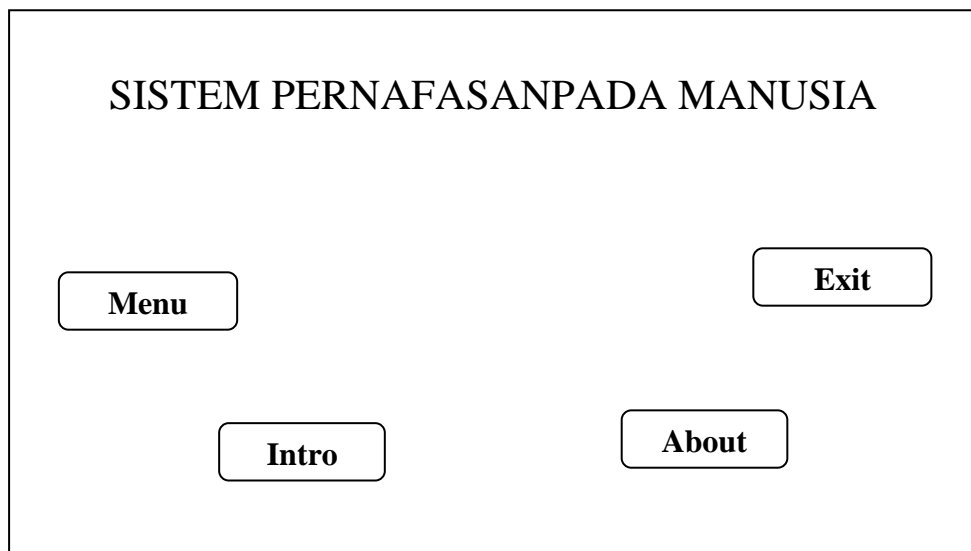 SISTEM PERNAFASANPADA MANUSIA
Exit
Menu
About
Intro